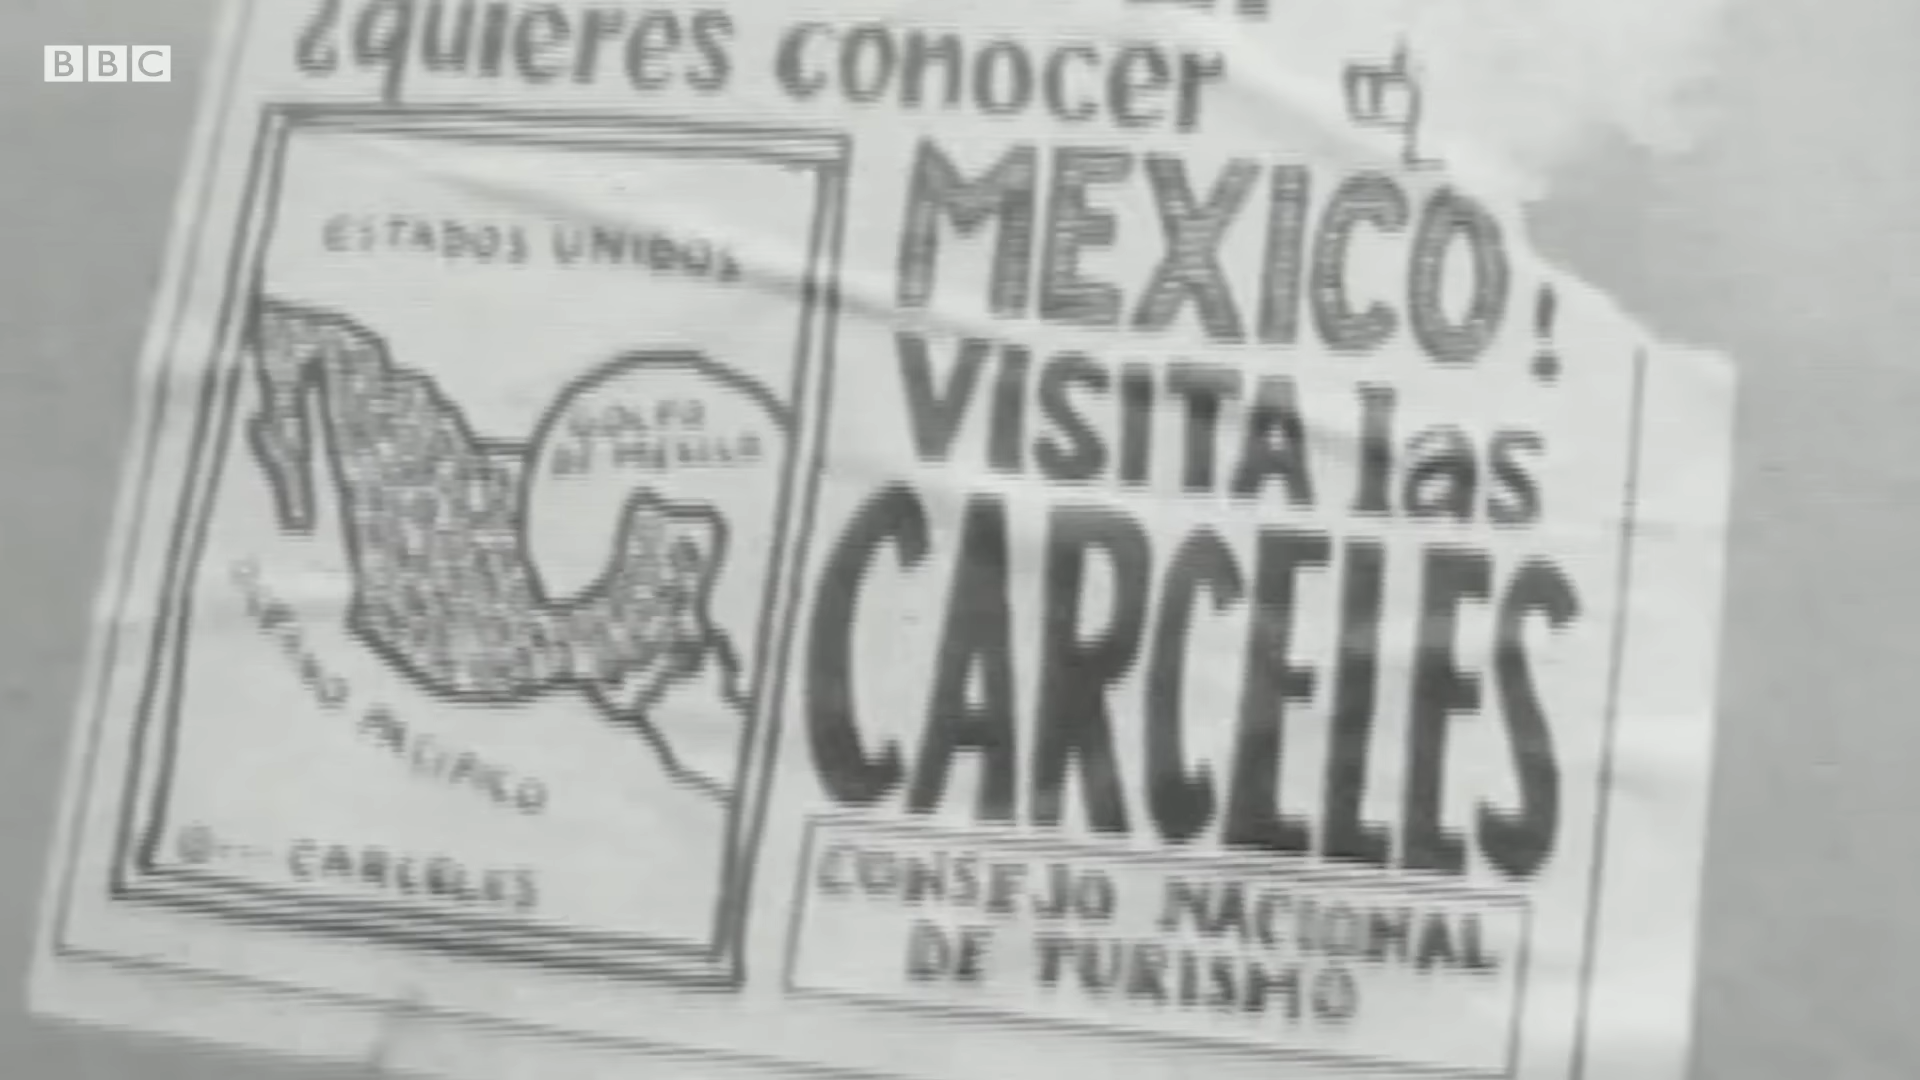 BBC
¿quieres conocer
MEXICO!
VISITA las
CARCELES
CONSEJO NACIONAL
DE TURISMO
ESTADOS UNIDOS
GOLFO
DE MEXICO
OCEANO PACIFICO
CARCELES